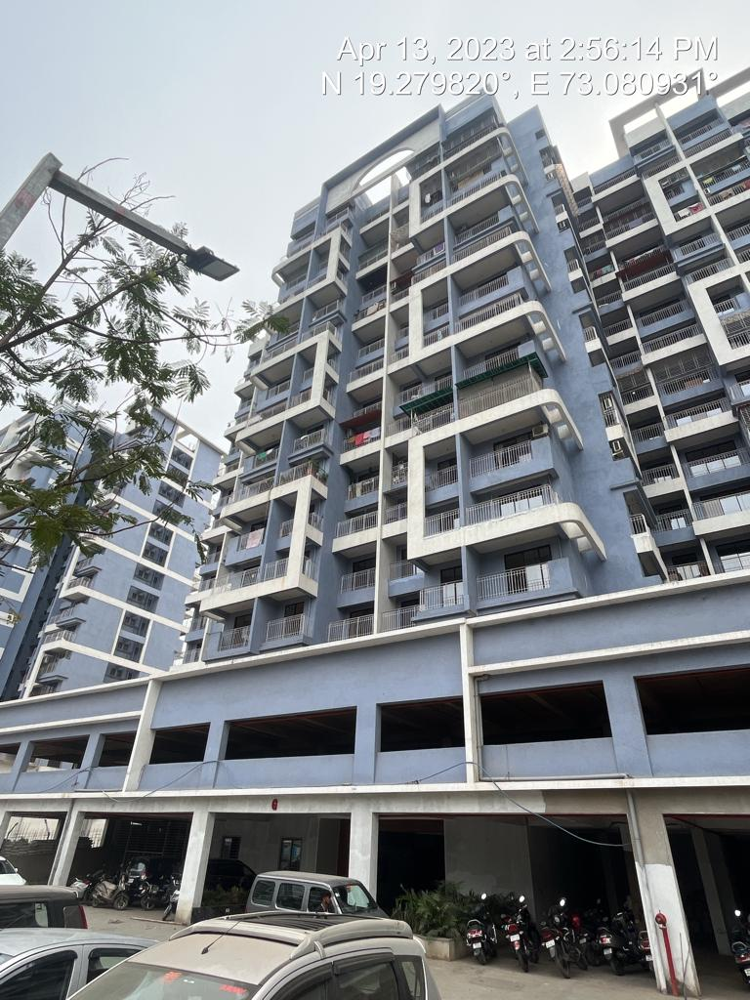 Apr 13, 2023 at 2:56:14 PM
N 19.279820°, E 73.080931°